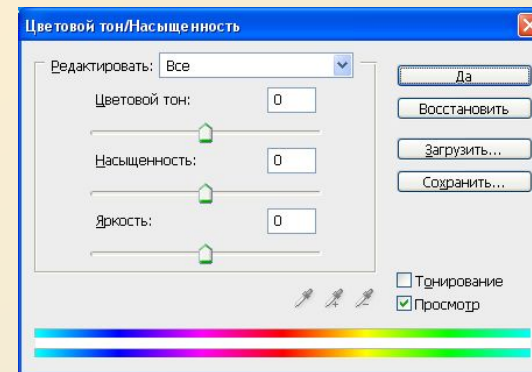 Цветовой тон/Насыщенность
Редактировать: Все
Цветовой тон: 0
Насыщенность: 0
Яркость: 0
Да
Восстановить
Загрузить...
Сохранить...
Тонирование
Просмотр